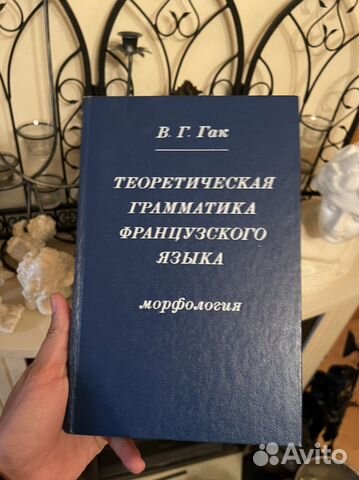 В. Г. Гак
ТЕОРЕТИЧЕСКАЯ
ГРАММАТИКА
ФРАНЦУЗСКОГО
ЯЗЫКА
морфология
Avito